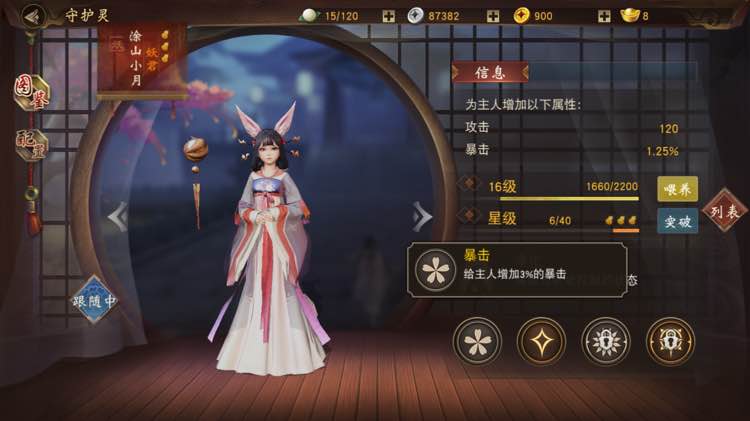 守护灵
15/120
87382
900
8
涂山小月
妖君
图鉴
配置
信息
为主人增加以下属性:
攻击
120
暴击
1.25%
16级
1660/2200
喂养
星级
6/40
突破
列表
暴击
给主人增加3%的暴击
态
跟随中